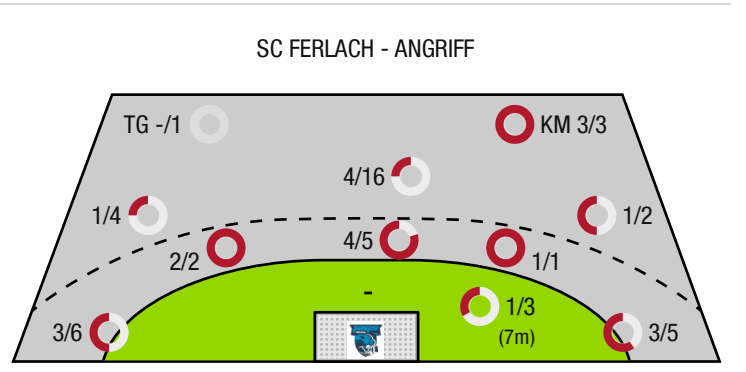 SC FERLACH - ANGRIFF
TG -/1
KM 3/3
4/16
1/4
1/2
2/2
4/5
1/1
-
1/3
(7m)
3/6
3/5